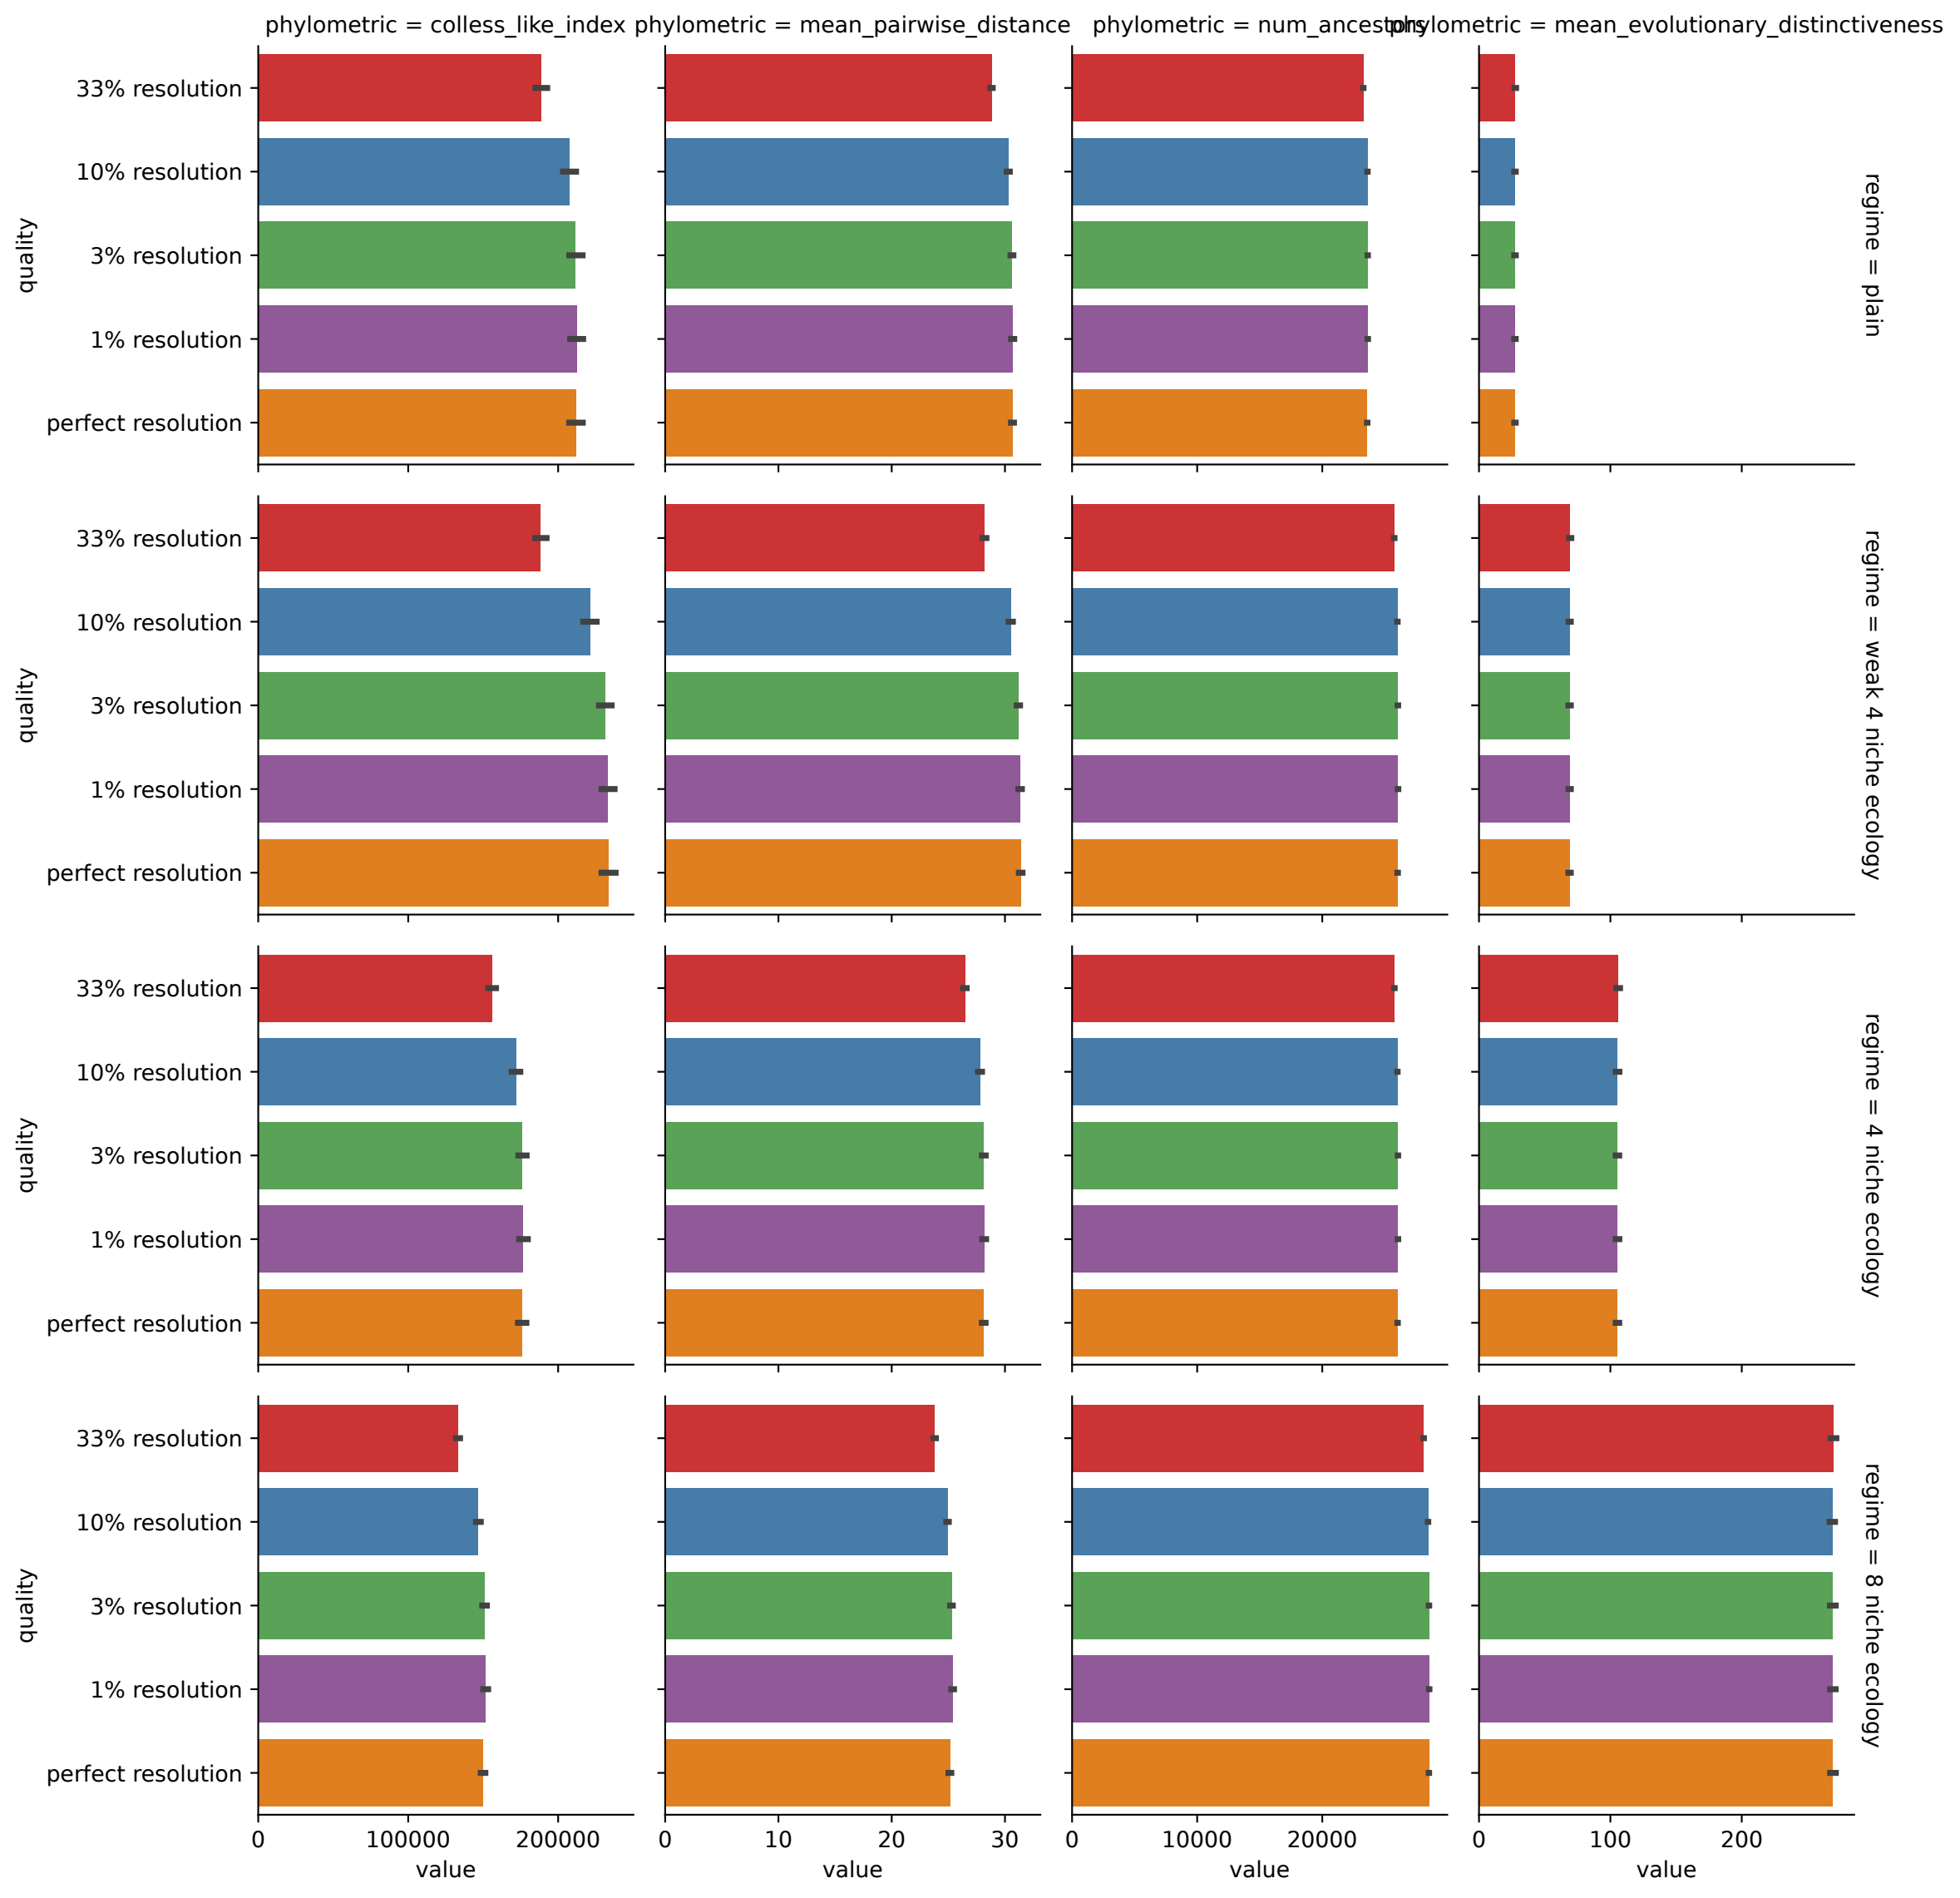 phylometric = colless_like_index
phylometric = mean_pairwise_distance
phylometric = num_ancestors
phylometric = mean_evolutionary_distinctiveness
quality
33% resolution
10% resolution
3% resolution
1% resolution
perfect resolution
regime = plain
quality
33% resolution
10% resolution
3% resolution
1% resolution
perfect resolution
regime = weak 4 niche ecology
quality
33% resolution
10% resolution
3% resolution
1% resolution
perfect resolution
regime = 4 niche ecology
quality
33% resolution
10% resolution
3% resolution
1% resolution
perfect resolution
regime = 8 niche ecology
0 100000 200000
0 10 20 30
0 10000 20000
0 100 200
value
value
value
value